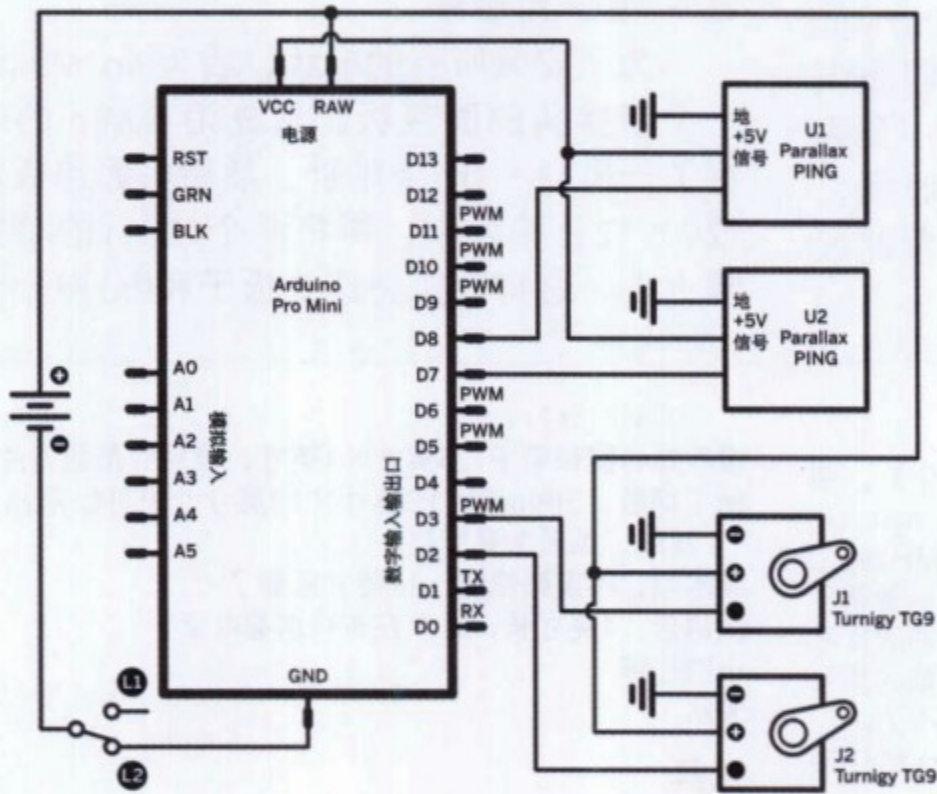 VCC RAW
电源
RST
GRN
BLK
A0
A1
A2
A3
A4
A5
模拟输入
Arduino
Pro Mini
D13
D12
PWM
D11
PWM
D10
PWM
D9
D8
D7
PWM
D6
PWM
D5
D4
PWM
D3
D2
TX
D1
RX
D0
数字输入输出口
GND
L1
L2
地
+5V
信号
U1
Parallax
PING
地
+5V
信号
U2
Parallax
PING
J1
Turnigy TG9
J2
Turnigy TG9